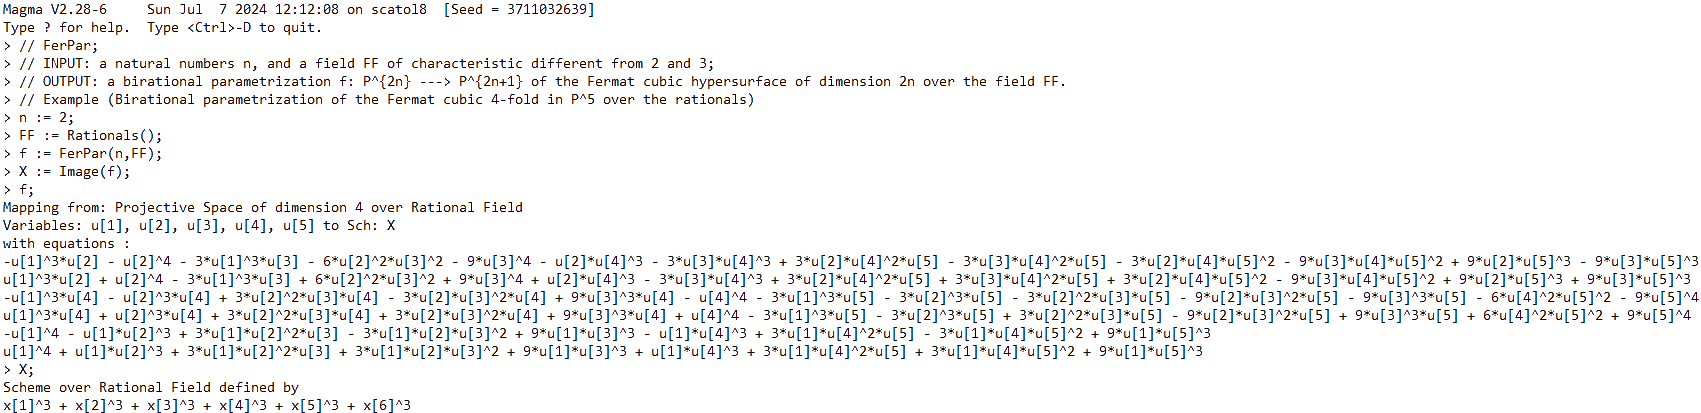 Magma V2.28-6     Sun Jul  7 2024 12:12:08 on scatol8  [Seed = 3711032639]
Type ? for help.  Type <Ctrl>-D to quit.
> // FerPar;
> // INPUT: a natural numbers n, and a field FF of characteristic different from 2 and 3;
> // OUTPUT: a birational parametrization f: P^{2n} ---> P^{2n+1} of the Fermat cubic hypersurface of dimension 2n over the field FF.
> // Example (Birational parametrization of the Fermat cubic 4-fold in P^5 over the rationals)
> n := 2;
> FF := Rationals();
> f := FerPar(n,FF);
> X := Image(f);
> f;
Mapping from: Projective Space of dimension 4 over Rational Field
Variables: u[1], u[2], u[3], u[4], u[5] to Sch: X
with equations :
-u[1]^3*u[2] - u[2]^4 - 3*u[1]^3*u[3] - 6*u[2]^2*u[3]^2 - 9*u[3]^4 - u[2]*u[4]^3 - 3*u[3]*u[4]^3 + 3*u[2]*u[4]^2*u[5] - 3*u[3]*u[4]^2*u[5] - 3*u[2]*u[4]*u[5]^2 - 9*u[3]*u[4]*u[5]^2 + 9*u[2]*u[5]^3 - 9*u[3]*u[5]^3
u[1]^3*u[2] + u[2]^4 - 3*u[1]^3*u[3] + 6*u[2]^2*u[3]^2 + 9*u[3]^4 + u[2]*u[4]^3 - 3*u[3]*u[4]^3 + 3*u[2]*u[4]^2*u[5] + 3*u[3]*u[4]^2*u[5] + 3*u[2]*u[4]*u[5]^2 - 9*u[3]*u[4]*u[5]^2 + 9*u[2]*u[5]^3 + 9*u[3]*u[5]^3
-u[1]^3*u[4] - u[2]^3*u[4] + 3*u[2]^2*u[3]*u[4] - 3*u[2]*u[3]^2*u[4] + 9*u[3]^3*u[4] - u[4]^4 - 3*u[1]^3*u[5] - 3*u[2]^3*u[5] - 3*u[2]^2*u[3]*u[5] - 9*u[2]*u[3]^2*u[5] - 9*u[3]^3*u[5] - 6*u[4]^2*u[5]^2 - 9*u[5]^4
u[1]^3*u[4] + u[2]^3*u[4] + 3*u[2]^2*u[3]*u[4] + 3*u[2]*u[3]^2*u[4] + 9*u[3]^3*u[4] + u[4]^4 - 3*u[1]^3*u[5] - 3*u[2]^3*u[5] + 3*u[2]^2*u[3]*u[5] - 9*u[2]*u[3]^2*u[5] + 9*u[3]^3*u[5] + 6*u[4]^2*u[5]^2 + 9*u[5]^4
-u[1]^4 - u[1]*u[2]^3 + 3*u[1]*u[2]^2*u[3] - 3*u[1]*u[2]*u[3]^2 + 9*u[1]*u[3]^3 - u[1]*u[4]^3 + 3*u[1]*u[4]^2*u[5] - 3*u[1]*u[4]*u[5]^2 + 9*u[1]*u[5]^3
u[1]^4 + u[1]*u[2]^3 + 3*u[1]*u[2]^2*u[3] + 3*u[1]*u[2]*u[3]^2 + 9*u[1]*u[3]^3 + u[1]*u[4]^3 + 3*u[1]*u[4]^2*u[5] + 3*u[1]*u[4]*u[5]^2 + 9*u[1]*u[5]^3
> X;
Scheme over Rational Field defined by
x[1]^3 + x[2]^3 + x[3]^3 + x[4]^3 + x[5]^3 + x[6]^3